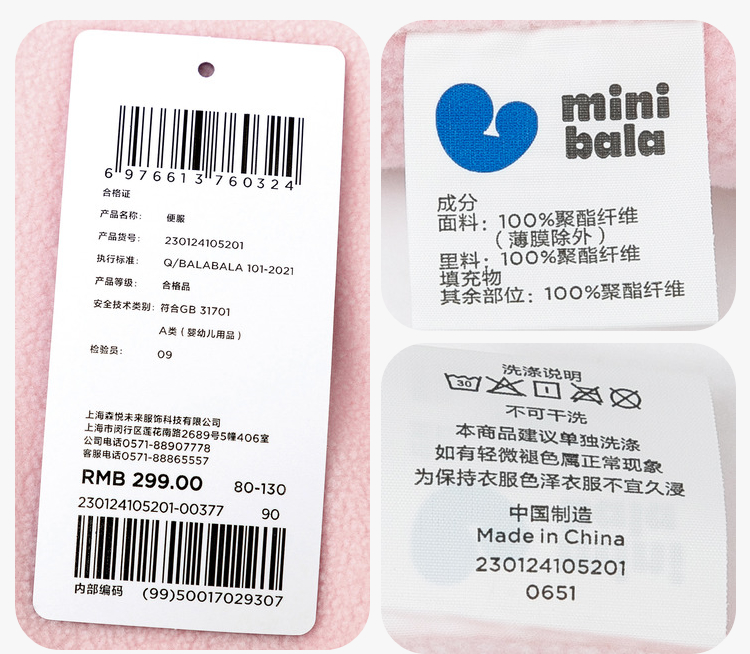 6 976613 760324
合格证
产品名称： 便服
产品货号： 230124105201
执行标准： Q/BALABALA 101-2021
产品等级： 合格品
安全技术类别：符合GB 31701
A类（婴幼儿用品）
检验员： 09
上海森悦未来服饰科技有限公司
上海市闵行区莲花南路2689号5幢406室
公司电话0571-88907778
客服电话0571-88865557
RMB 299.00 80-130
230124105201-00377 90
内部编码 (99)50017029307
mini
bala
成分
面料：100%聚酯纤维
（薄膜除外）
里料：100%聚酯纤维
填充物
其余部位：100%聚酯纤维
洗涤说明
30
不可干洗
本商品建议单独洗涤
如有轻微褪色属正常现象
为保持衣服色泽衣服不宜久浸
中国制造
Made in China
230124105201
0651